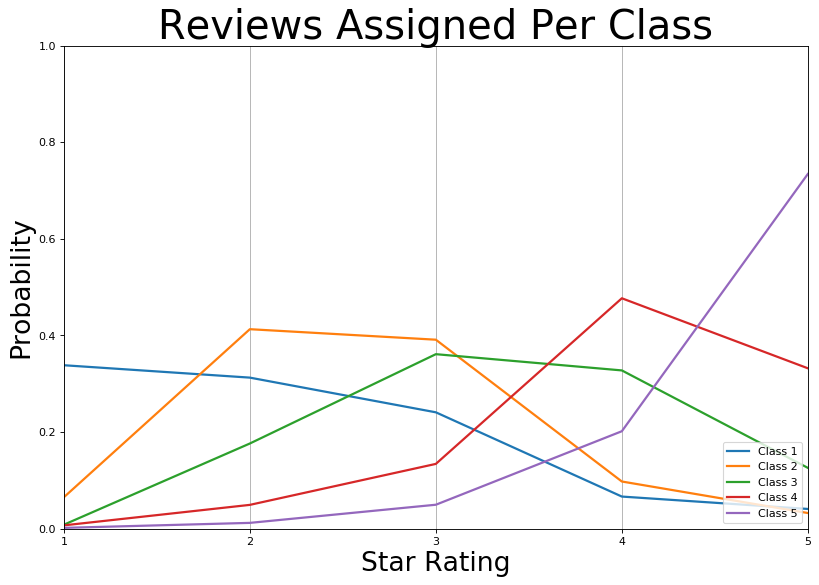 Reviews Assigned Per Class
1.0
0.8
0.6
0.4
0.2
0.0
Probability
Class 1
Class 2
Class 3
Class 4
Class 5
1 2 3 4 5
Star Rating